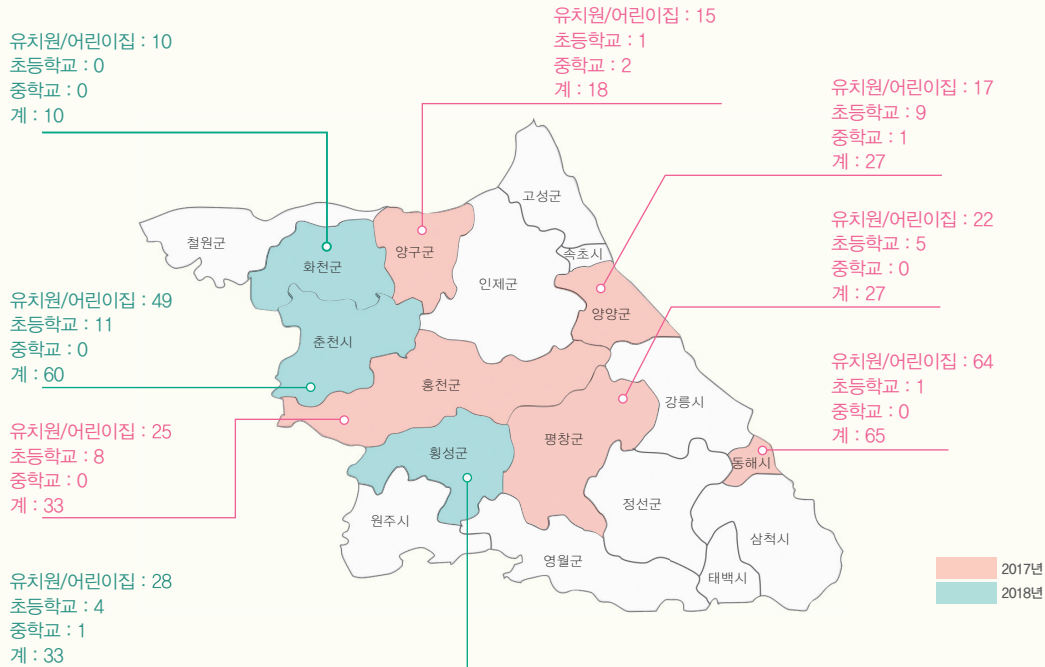 유치원/어린이집 : 10
초등학교 : 0
중학교 : 0
계 : 10
유치원/어린이집 : 15
초등학교 : 1
중학교 : 2
계 : 18
유치원/어린이집 : 17
초등학교 : 9
중학교 : 1
계 : 27
유치원/어린이집 : 22
초등학교 : 5
중학교 : 0
계 : 27
유치원/어린이집 : 49
초등학교 : 11
중학교 : 0
계 : 60
유치원/어린이집 : 64
초등학교 : 1
중학교 : 0
계 : 65
유치원/어린이집 : 25
초등학교 : 8
중학교 : 0
계 : 33
유치원/어린이집 : 28
초등학교 : 4
중학교 : 1
계 : 33
고성군
철원군
속초시
양구군
화천군
인제군
양양군
춘천시
홍천군
강릉시
평창군
횡성군
동해시
정선군
원주시
삼척시
영월군
태백시
2017년
2018년